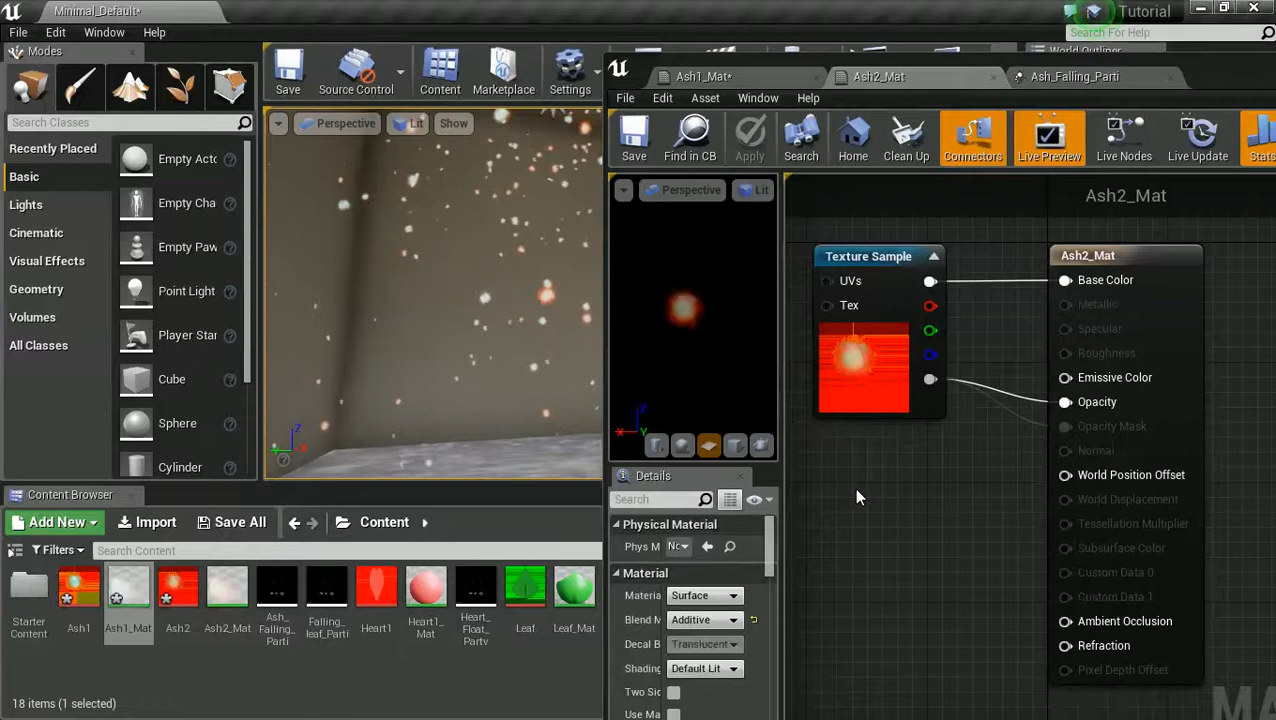 Minimal_Default*
Tutorial
File Edit Window Help
Search For Help
Modes
Search Classes
Recently Placed
Basic
Lights
Cinematic
Visual Effects
Geometry
Volumes
All Classes
Empty Acto
Empty Cha
Empty Paw
Point Light
Player Star
Cube
Sphere
Cylinder
Save
Source Control
Content
Marketplace
Settings
World Outliner
Perspective
Lit
Show
Z
X
Ash1_Mat*
Ash2_Mat
Ash_Falling_Parti
File Edit Asset Window Help
Save
Find in CB
Apply
Search
Home
Clean Up
Connectors
Live Preview
Live Nodes
Live Update
Stats
Perspective
Lit
Z
X
Y
Details
Search
Physical Material
Phys M
Nc
Material
Materia
Surface
Blend M
Additive
Decal B
Translucent
Shading
Default Lit
Two Sid
Use Ma
Ash2_Mat
Texture Sample
UVs
Tex
Ash2_Mat
Base Color
Metallic
Specular
Roughness
Emissive Color
Opacity
Opacity Mask
Normal
World Position Offset
World Displacement
Tessellation Multiplier
Subsurface Color
Custom Data 0
Custom Data 1
Ambient Occlusion
Refraction
Pixel Depth Offset
MA
Content Browser
Add New
Import
Save All
Content
Filters
Search Content
Starter Content
Ash1
Ash1_Mat
Ash2
Ash2_Mat
Ash_Falling_Parti
Falling_leaf_Parti
Heart1
Heart1_Mat
Heart_Float_Party
Leaf
Leaf_Mat
18 items (1 selected)